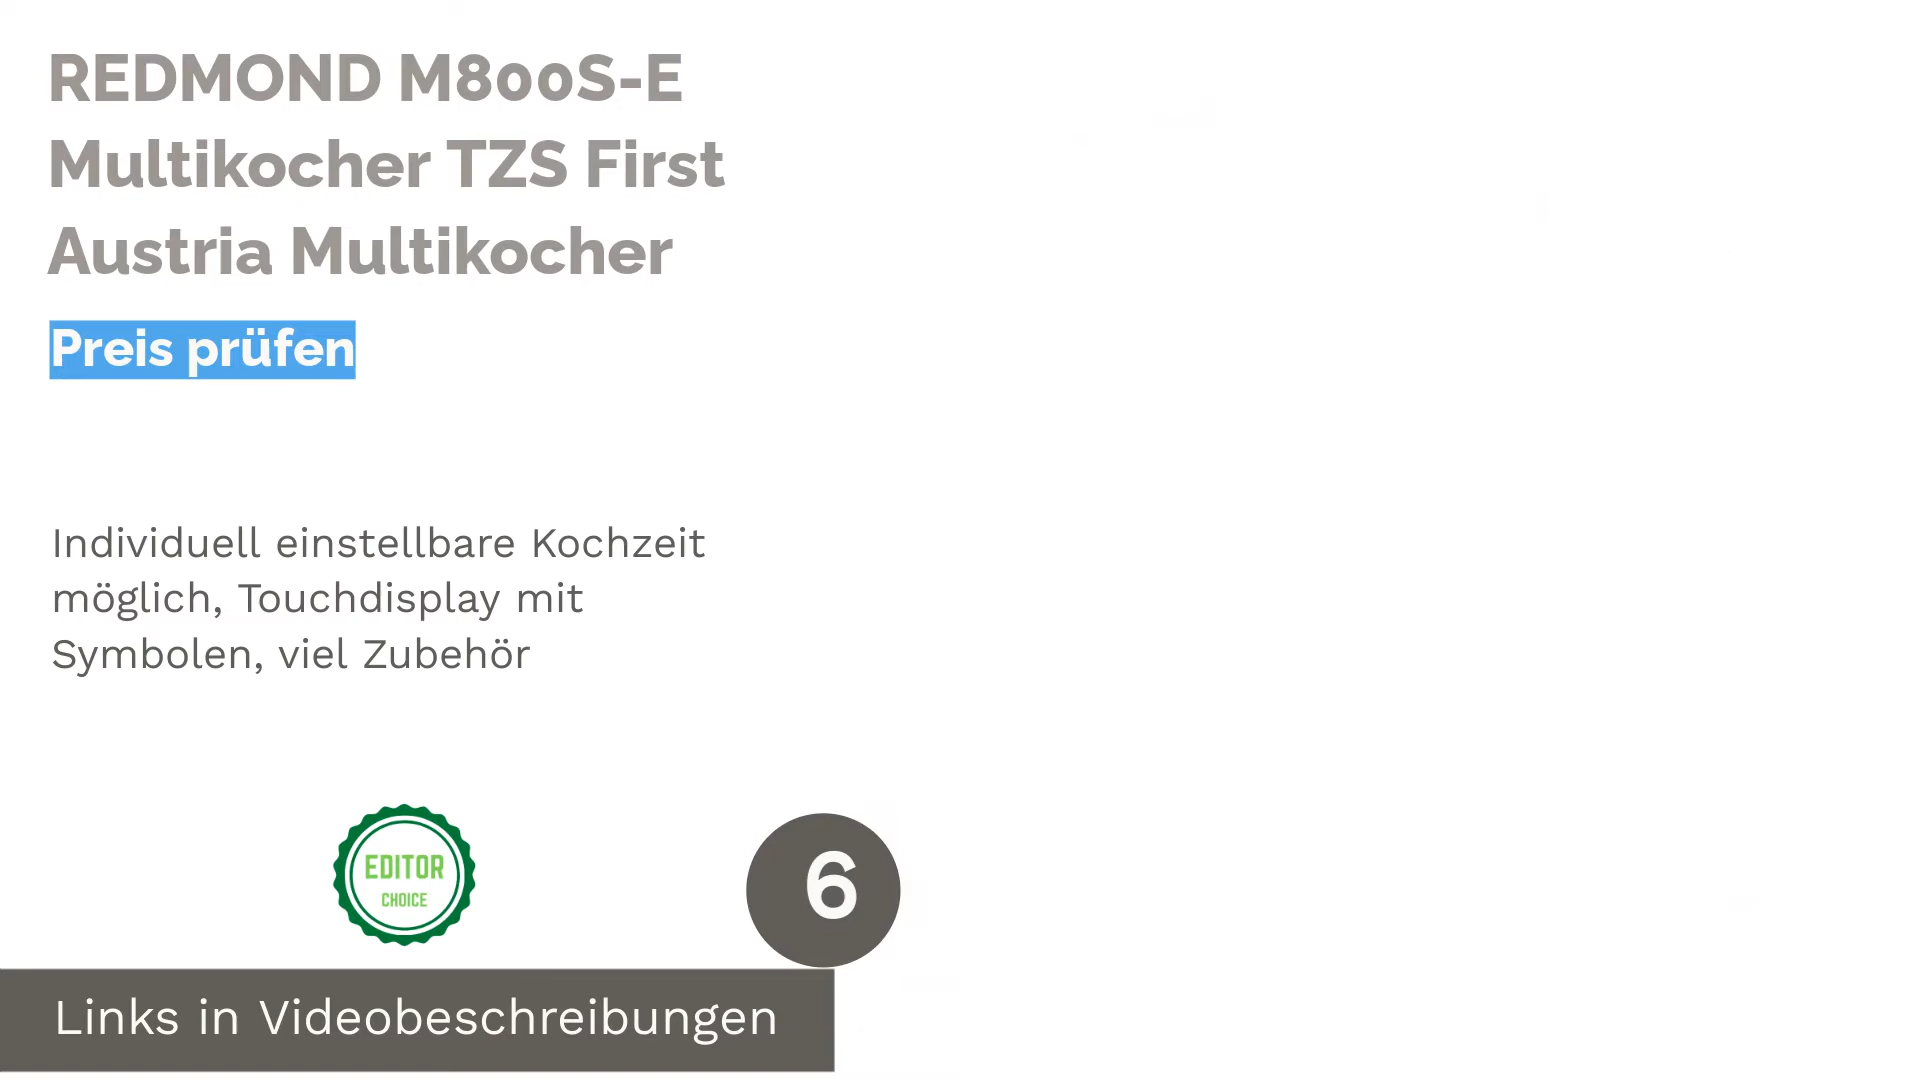 REDMOND M800S-E
Multikocher TZS First
Austria Multikocher
Preis prüfen
Individuell einstellbare Kochzeit
möglich, Touchdisplay mit
Symbolen, viel Zubehör
EDITOR
CHOICE
6
Links in Videobeschreibungen